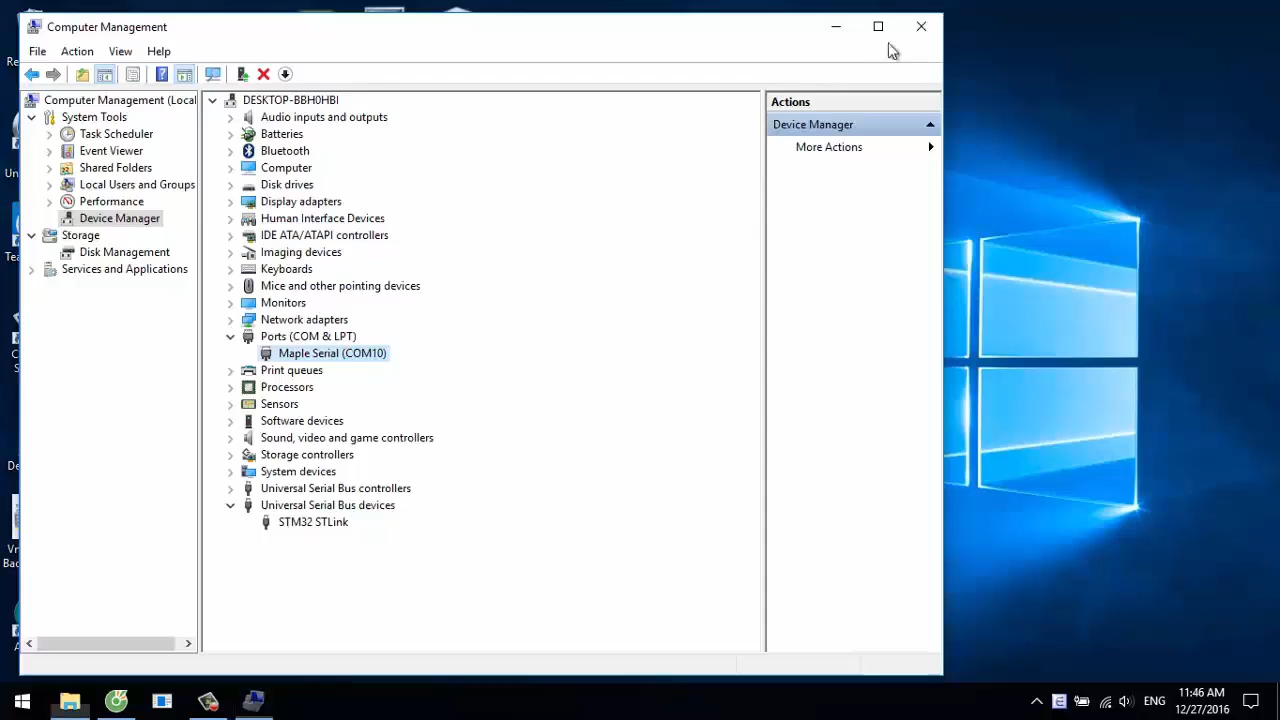 Computer Management
File Action View Help
Computer Management (Local
System Tools
Task Scheduler
Event Viewer
Shared Folders
Local Users and Groups
Performance
Device Manager
Storage
Disk Management
Services and Applications
DESKTOP-BBH0HBI
Audio inputs and outputs
Batteries
Bluetooth
Computer
Disk drives
Display adapters
Human Interface Devices
IDE ATA/ATAPI controllers
Imaging devices
Keyboards
Mice and other pointing devices
Monitors
Network adapters
Ports (COM & LPT)
Maple Serial (COM10)
Print queues
Processors
Sensors
Software devices
Sound, video and game controllers
Storage controllers
System devices
Universal Serial Bus controllers
Universal Serial Bus devices
STM32 STLink
Actions
Device Manager
More Actions
ENG
11:46 AM
12/27/2016